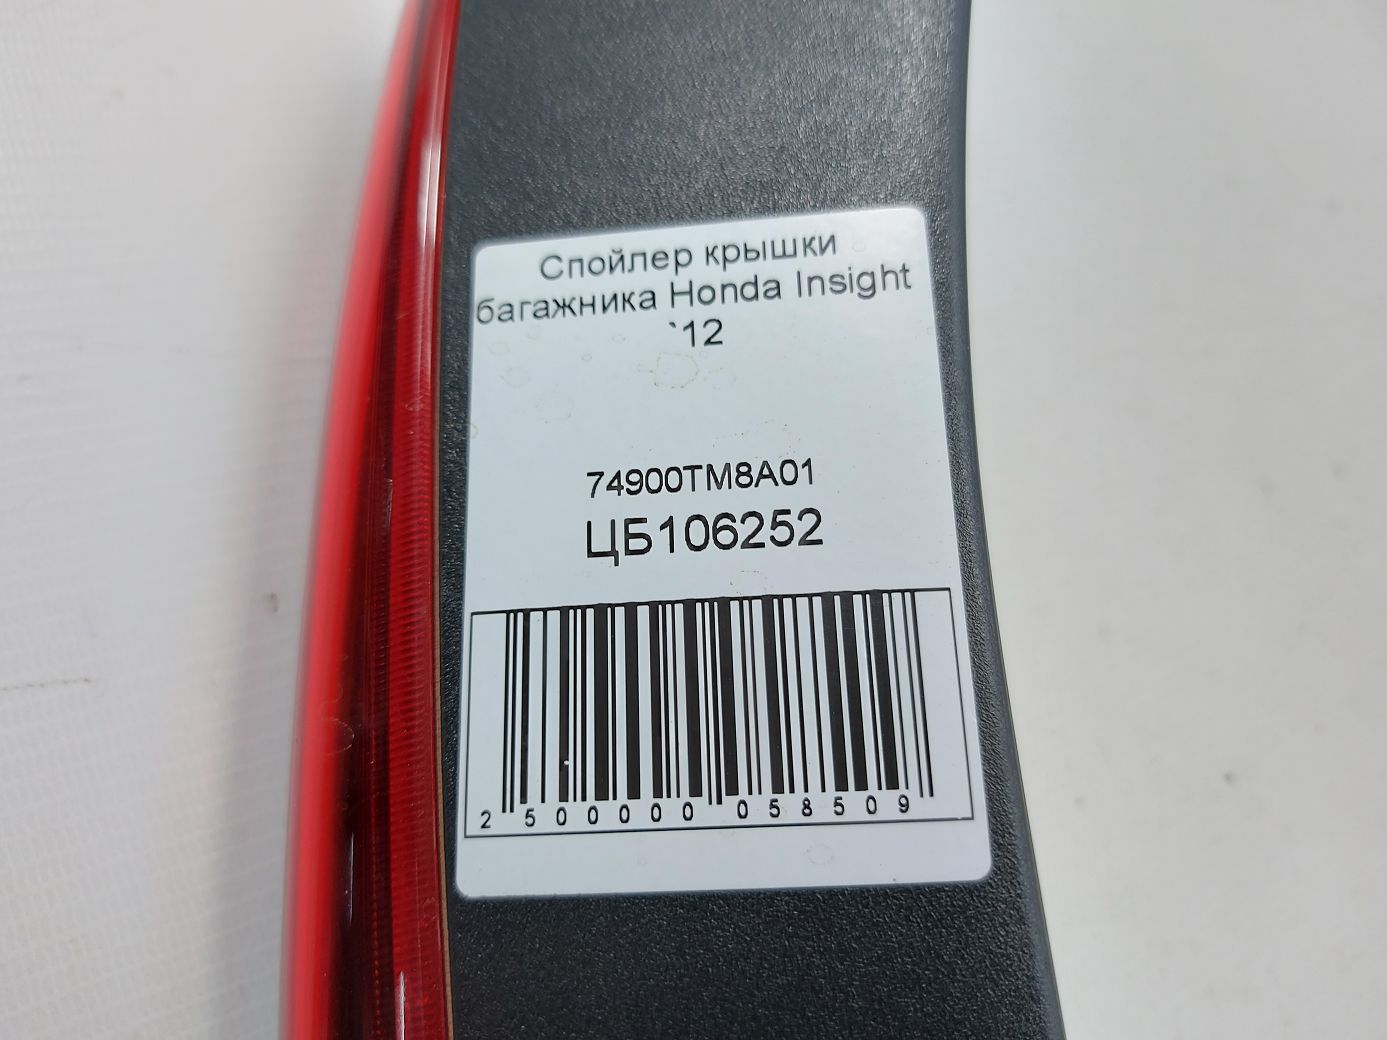 Спойлер крышки
багажника Honda Insight
`12
74900TM8A01
ЦБ106252
2 500000 058509